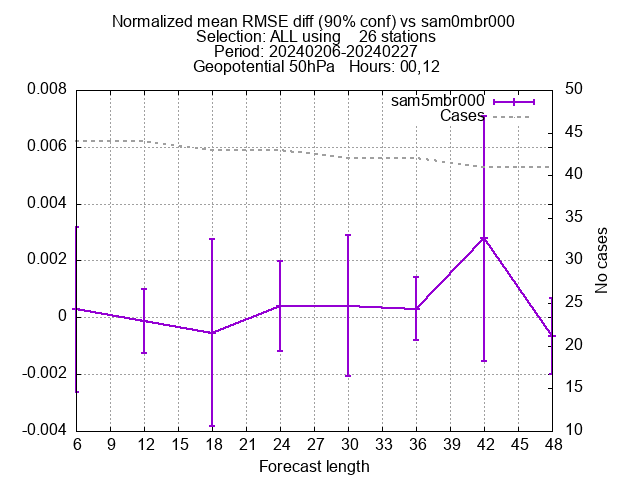 Normalized mean RMSE diff (90% conf) vs sam0mbr000
Selection: ALL using    26 stations
Period: 20240206-20240227
Geopotential 50hPa   Hours: 00,12
sam5mbr000
Cases
0.008
0.006
0.004
0.002
0
-0.002
-0.004
50
45
40
35
30
25
20
15
10
No cases
6 9 12 15 18 21 24 27 30 33 36 39 42 45 48
Forecast length